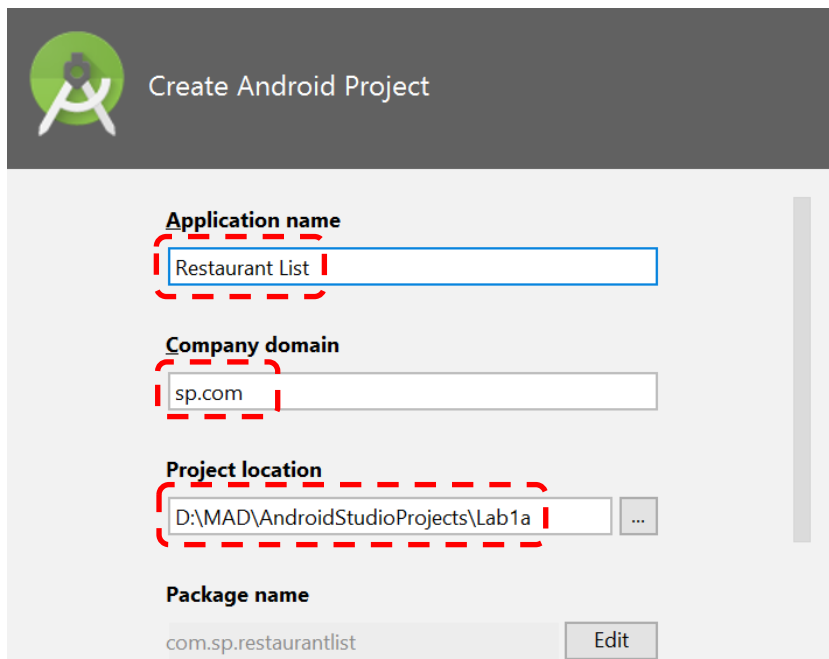 Create Android Project
Application name
Restaurant List
Company domain
sp.com
Project location
D:\MAD\AndroidStudioProjects\Lab1a
...
Package name
com.sp.restaurantlist
Edit